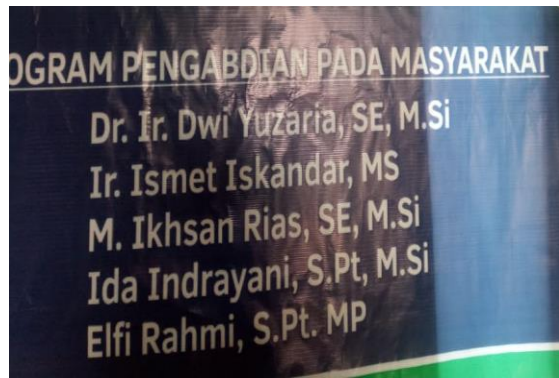 OGRAM PENGABDIAN PADA MASYARAKAT
Dr. Ir. Dwi Yuzaria, SE, M.Si
Ir. Ismet Iskandar, MS
M. Ikhsan Rias, SE, M.Si
Ida Indrayani, S.Pt, M.Si
Elfi Rahmi, S.Pt. MP